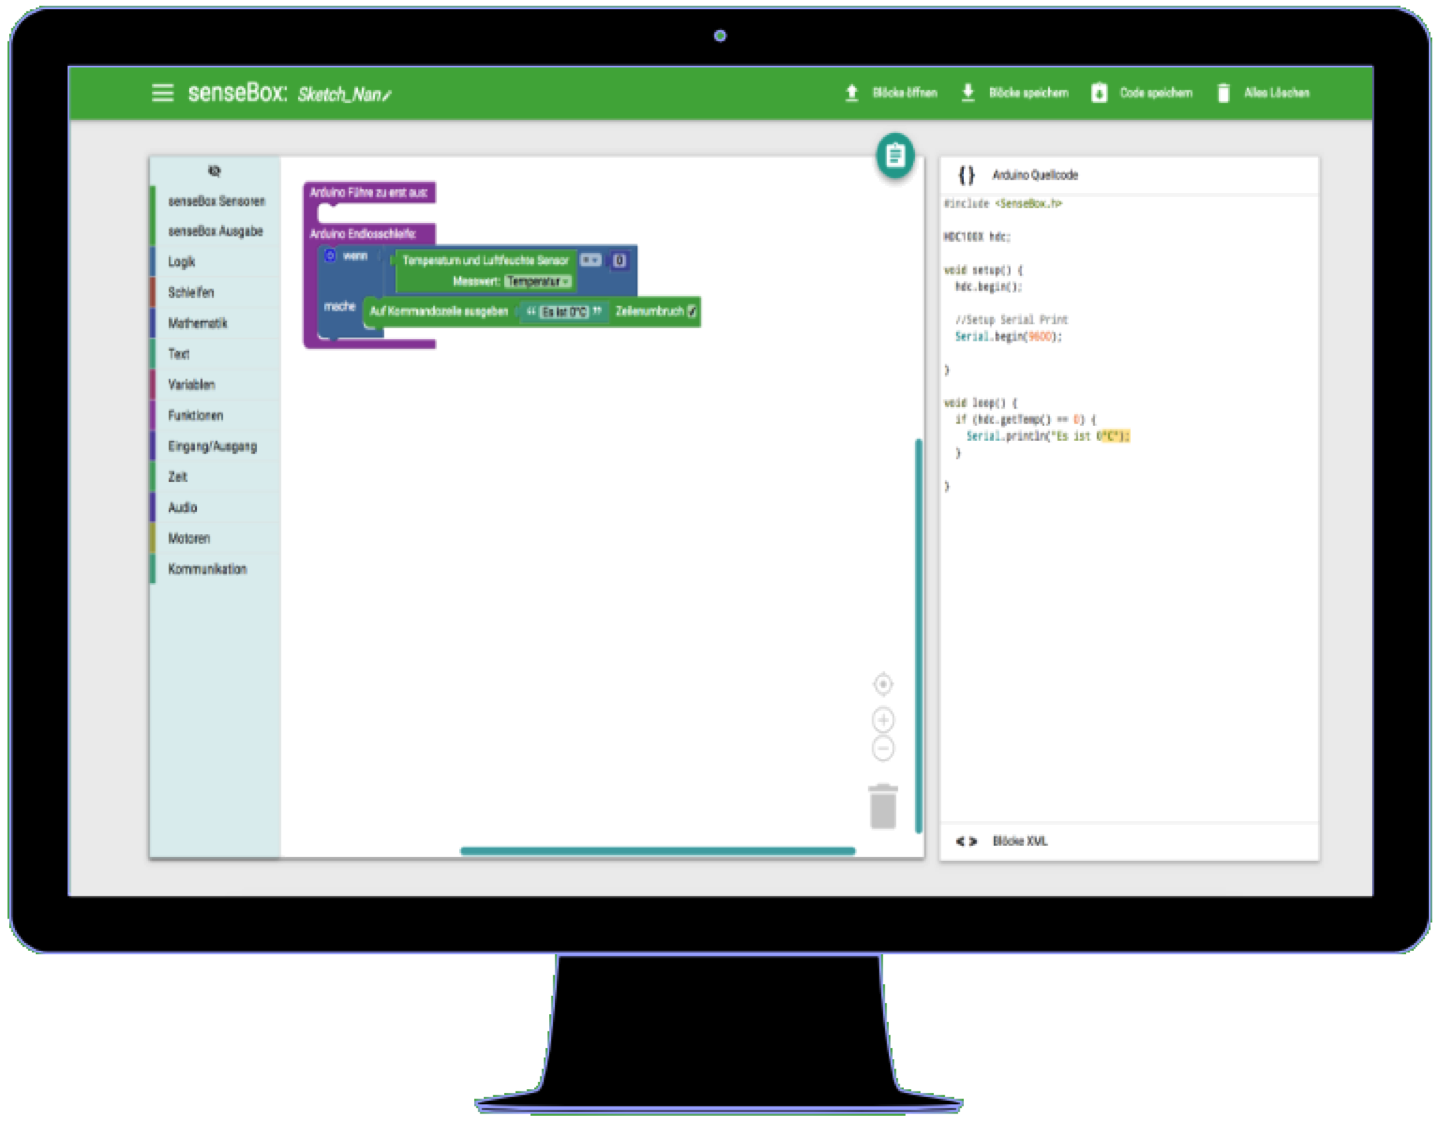 senseBox: Sketch_Nan
Blöcke öffnen
Blöcke speichern
Code speichern
Alles Löschen
senseBox Sensoren
senseBox Ausgabe
Logik
Schleifen
Mathematik
Text
Variablen
Funktionen
Eingang/Ausgang
Zeit
Audio
Motoren
Kommunikation
Arduino Führe zu erst aus:
Arduino Endlosschleife:
wenn
Temperatur und Luftfeuchte Sensor
= 0
Messwert: Temperatur
mache
Auf Kommandozeile ausgeben “ Es ist 0°C ” Zeilenumbruch
{} Arduino Quellcode
#include <SenseBox.h>
HDC100X hdc;
void setup() {
hdc.begin();
//Setup Serial Print
Serial.begin(9600);
}
void loop() {
if (hdc.getTemp() == 0) {
Serial.println("Es ist 0°C");
}
}
<> Blöcke XML